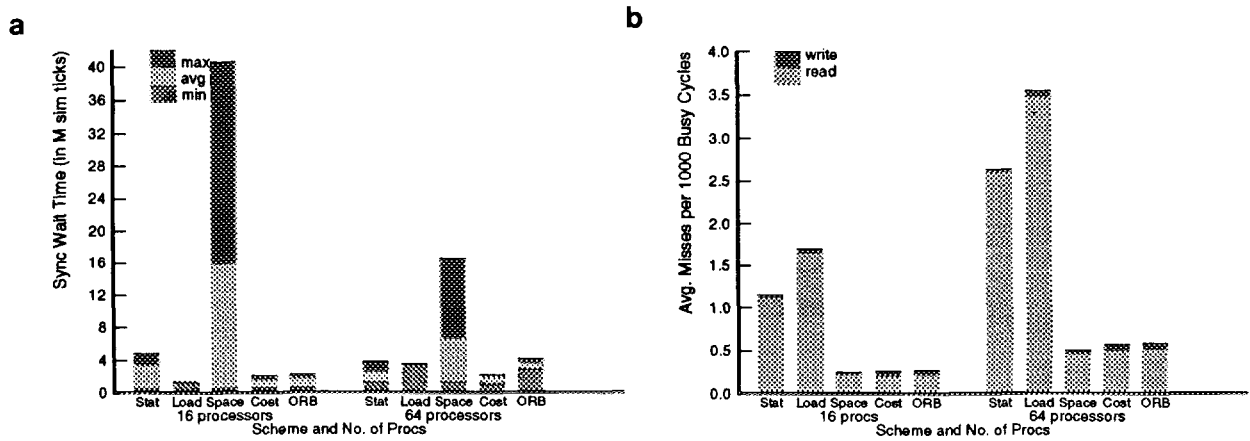 a
Sync Wait Time (in M sim ticks)
40
36
32
28
24
20
16
12
8
4
0
max
avg
min
Stat Load Space Cost ORB Stat Load Space Cost ORB
16 processors 64 processors
Scheme and No. of Procs
b
Avg. Misses per 1000 Busy Cycles
4.0
3.5
3.0
2.5
2.0
1.5
1.0
0.5
0.0
write
read
Stat Load Space Cost ORB Stat Load Space Cost ORB
16 procs 64 processors
Scheme and No. of Procs